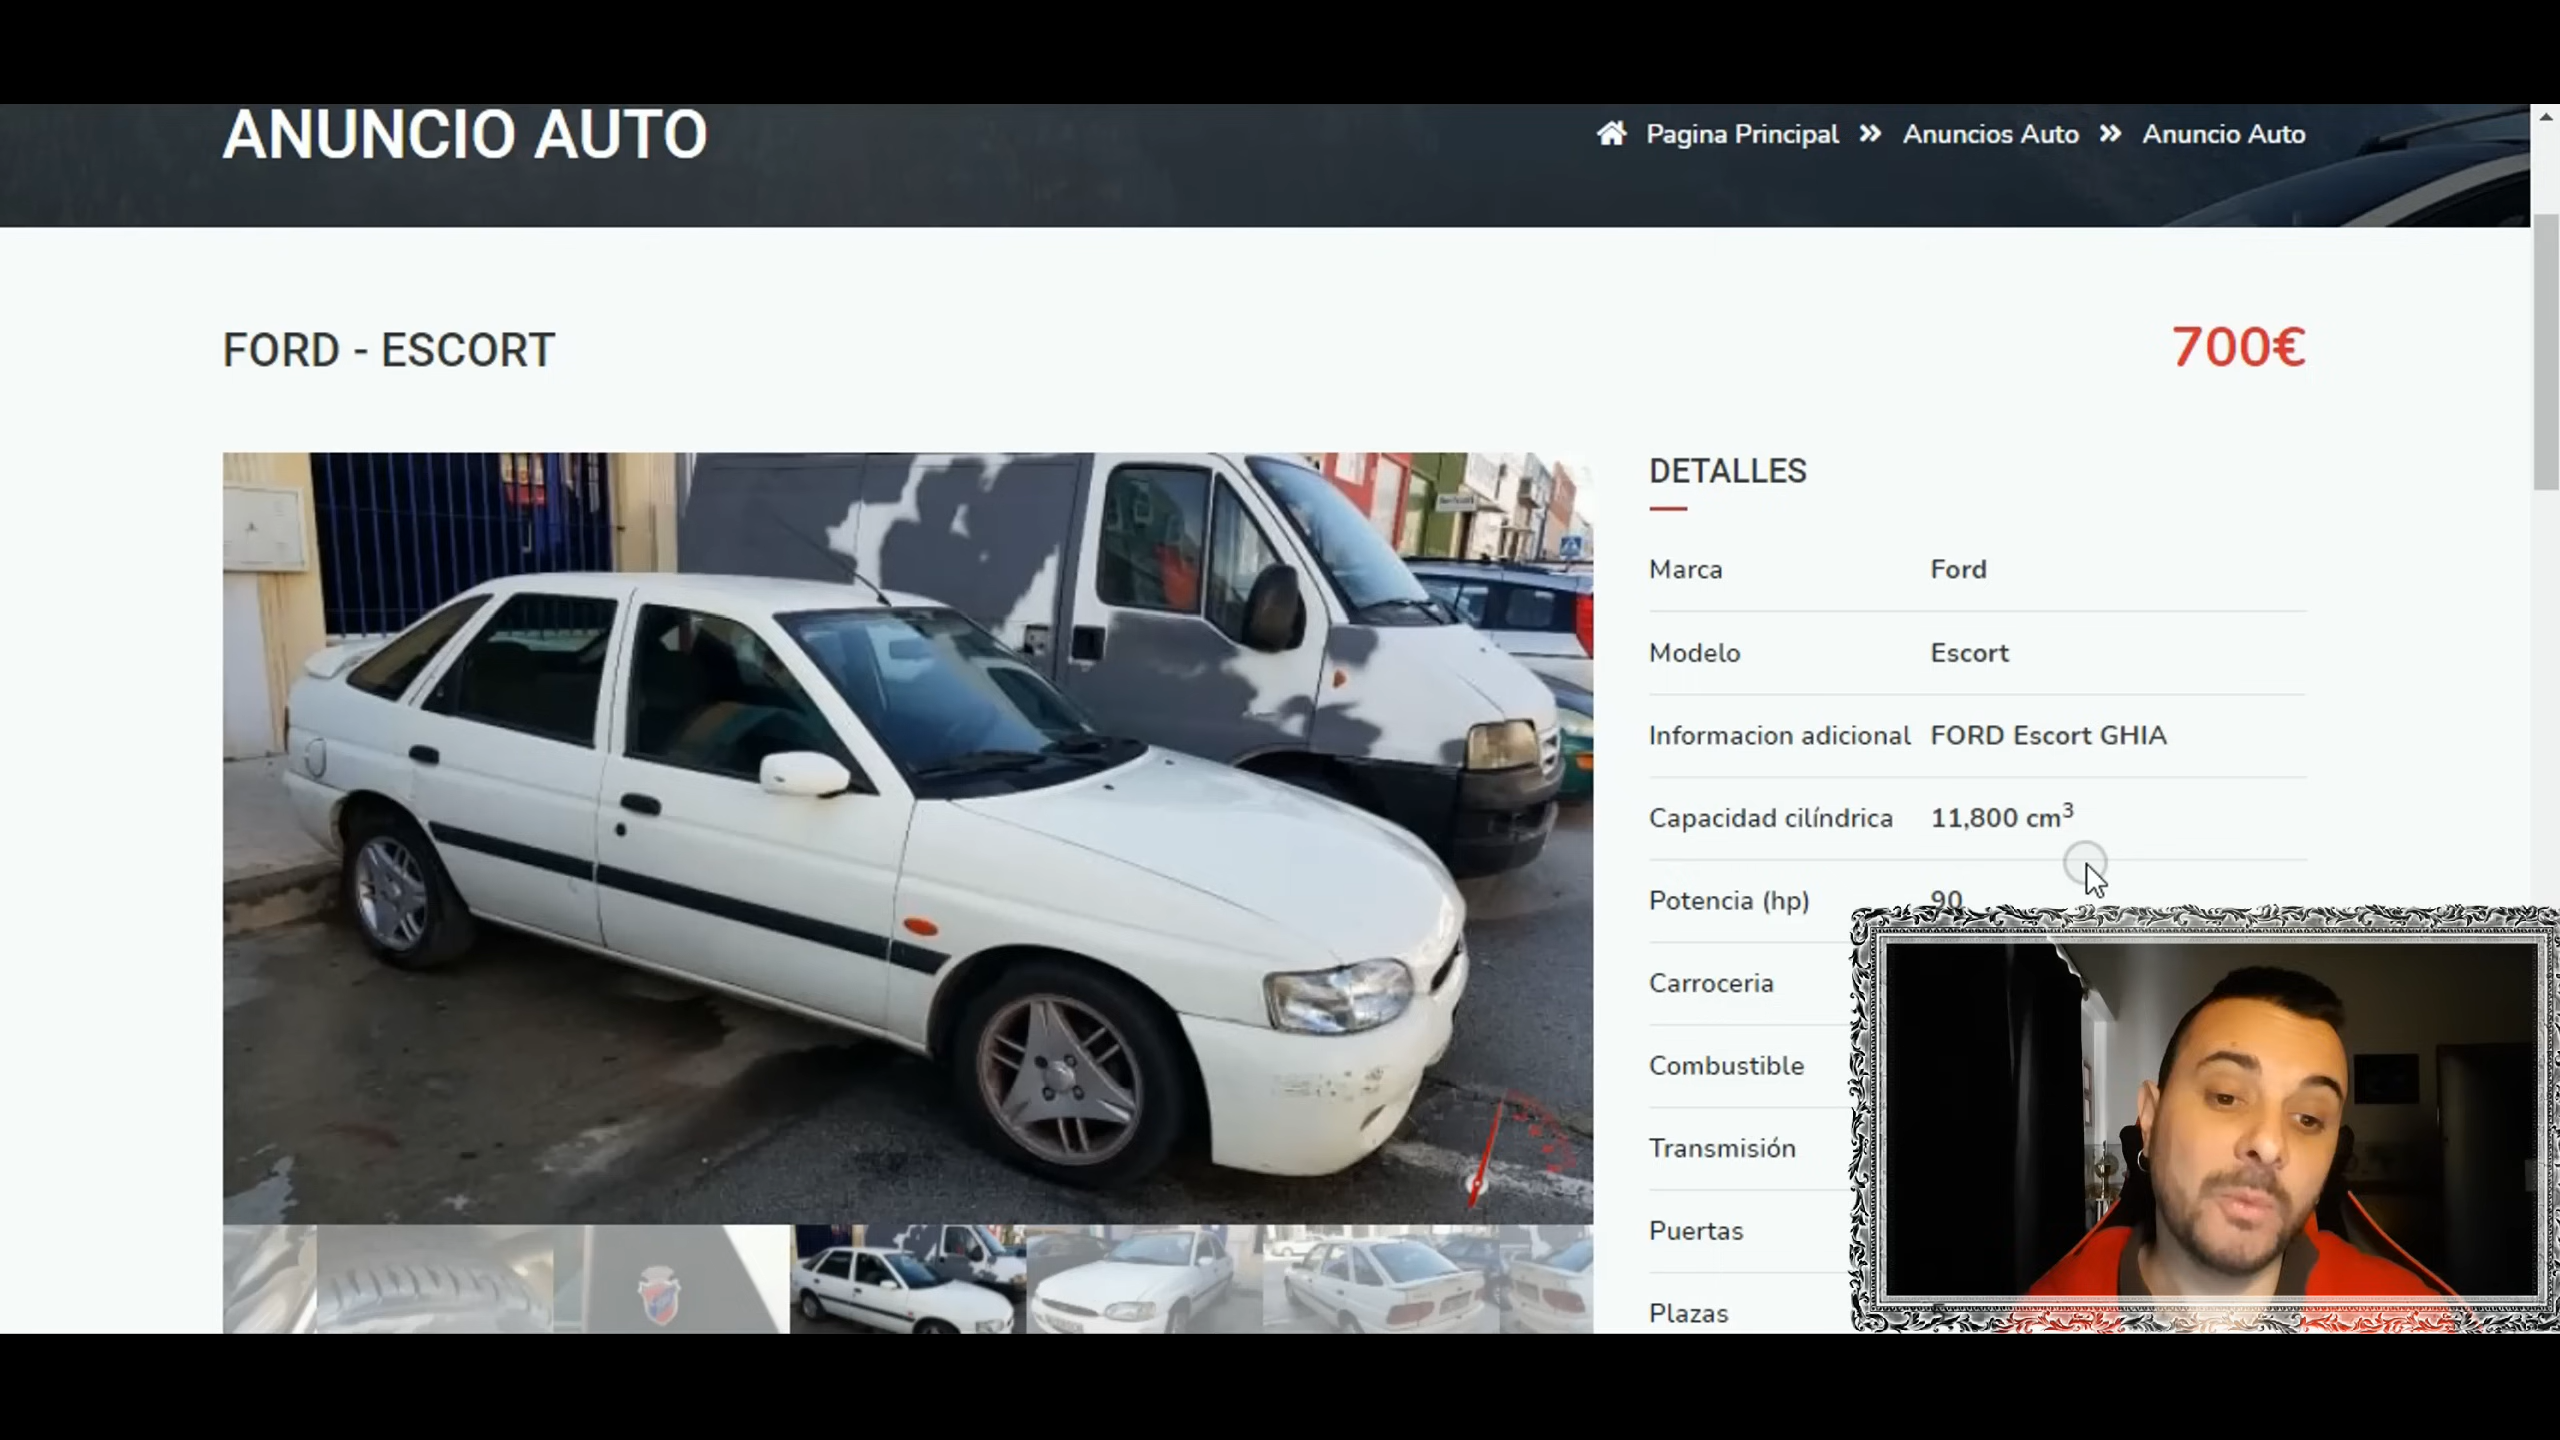 ANUNCIO AUTO
Pagina Principal » Anuncios Auto » Anuncio Auto
FORD - ESCORT
700€
DETALLES
Marca Ford
Modelo Escort
Informacion adicional FORD Escort GHIA
Capacidad cilíndrica 11,800 cm³
Potencia (hp) 90
Carroceria
Combustible
Transmisión
Puertas
Plazas